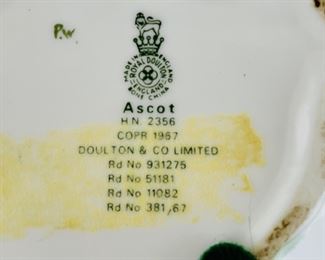 P.W
MADE IN ENGLAND
ROYAL DOULTON
ENGLAND
BONE CHINA
Ascot
H N. 2356
COPR 1967
DOULTON & CO LIMITED
Rd No 931275
Rd No 51181
Rd No 11082
Rd No 381/67